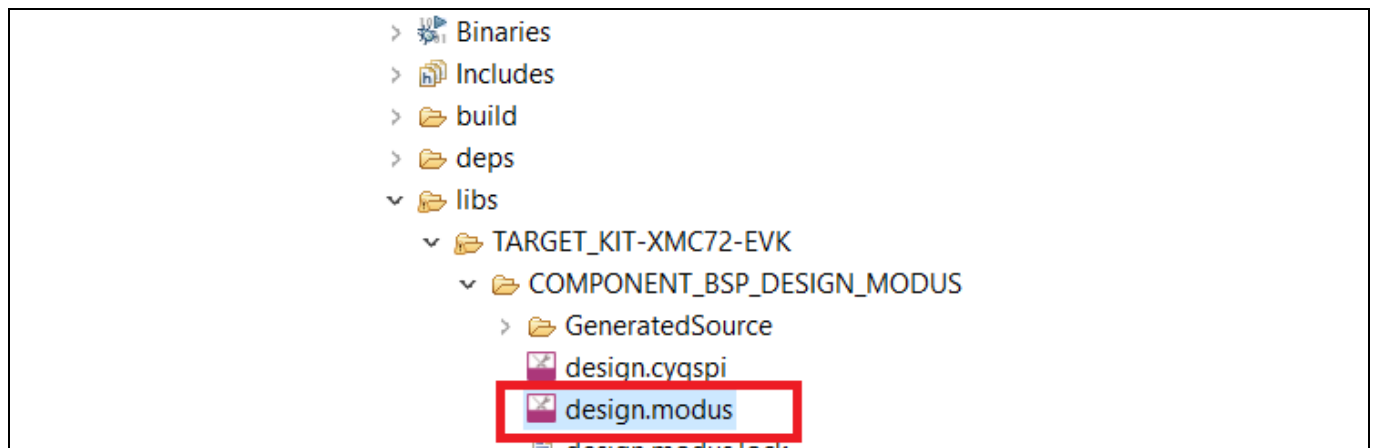 Binaries
Includes
build
deps
libs
TARGET_KIT-XMC72-EVK
COMPONENT_BSP_DESIGN_MODUS
GeneratedSource
design.cyqspi
design.modus